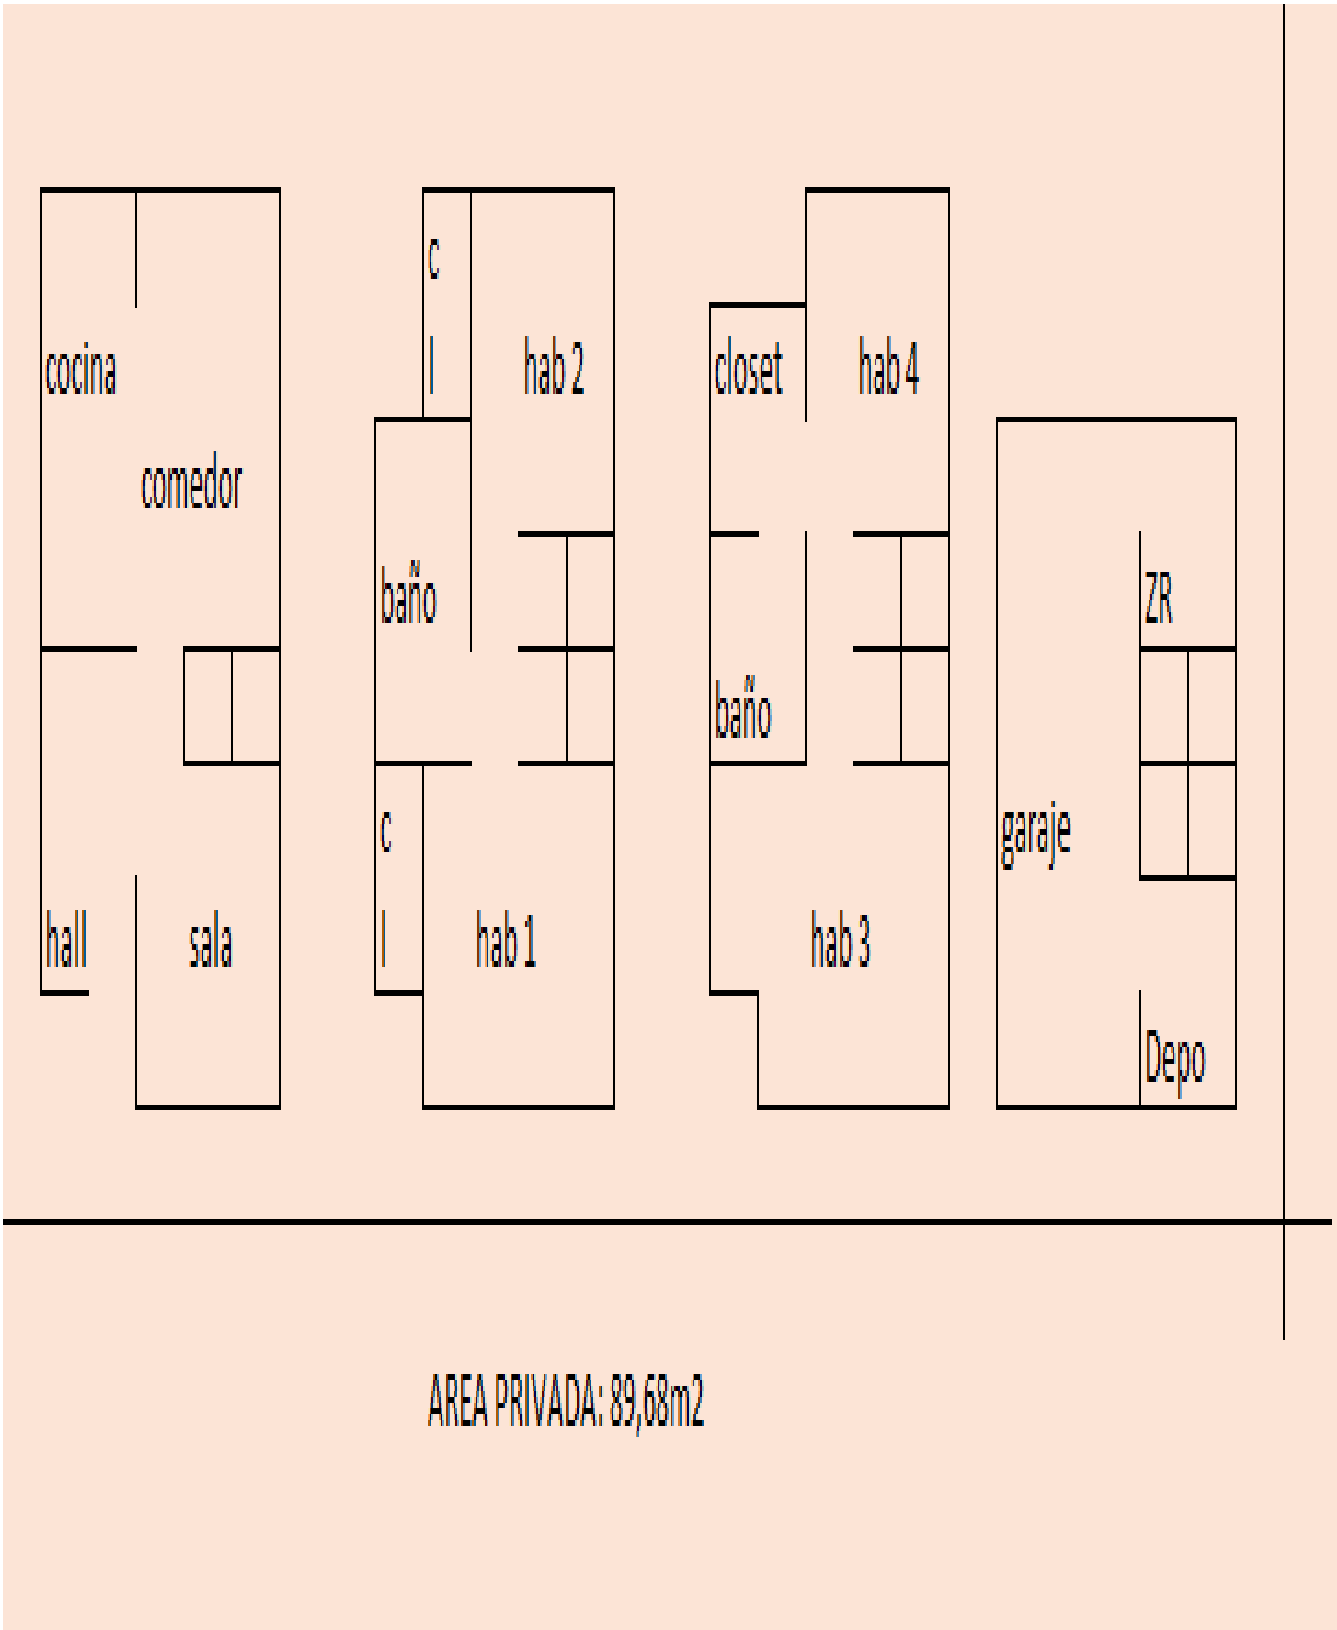 c
l
cocina
hab 2
closet
hab 4
comedor
baño
ZR
baño
c
l
garaje
hall
sala
hab 1
hab 3
Depo
AREA PRIVADA: 89,68m2